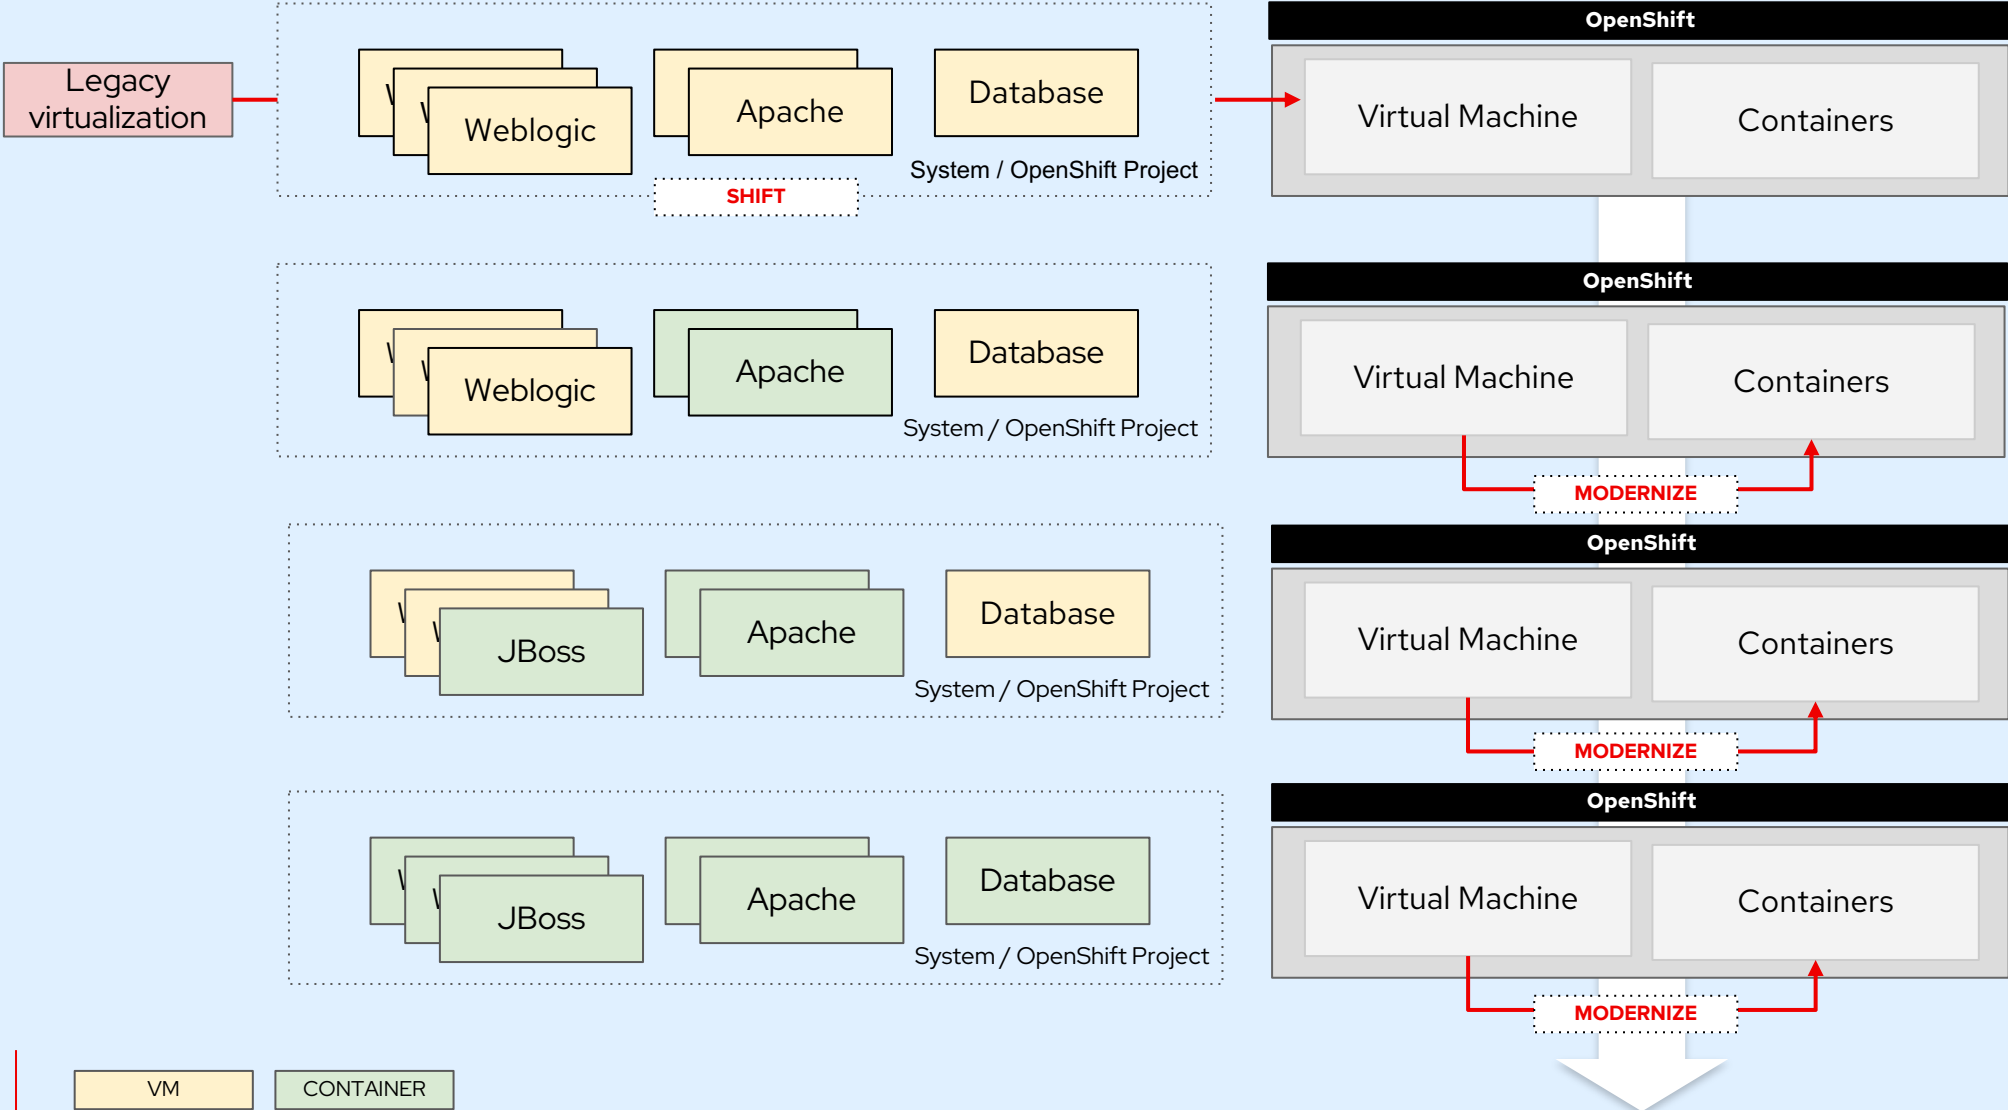 OpenShift
Legacy
virtualization
Weblogic
Apache
Database
System / OpenShift Project
SHIFT
Virtual Machine
Containers
OpenShift
Weblogic
Apache
Database
System / OpenShift Project
Virtual Machine
Containers
MODERNIZE
OpenShift
JBoss
Apache
Database
System / OpenShift Project
Virtual Machine
Containers
MODERNIZE
OpenShift
JBoss
Apache
Database
System / OpenShift Project
Virtual Machine
Containers
MODERNIZE
VM
CONTAINER